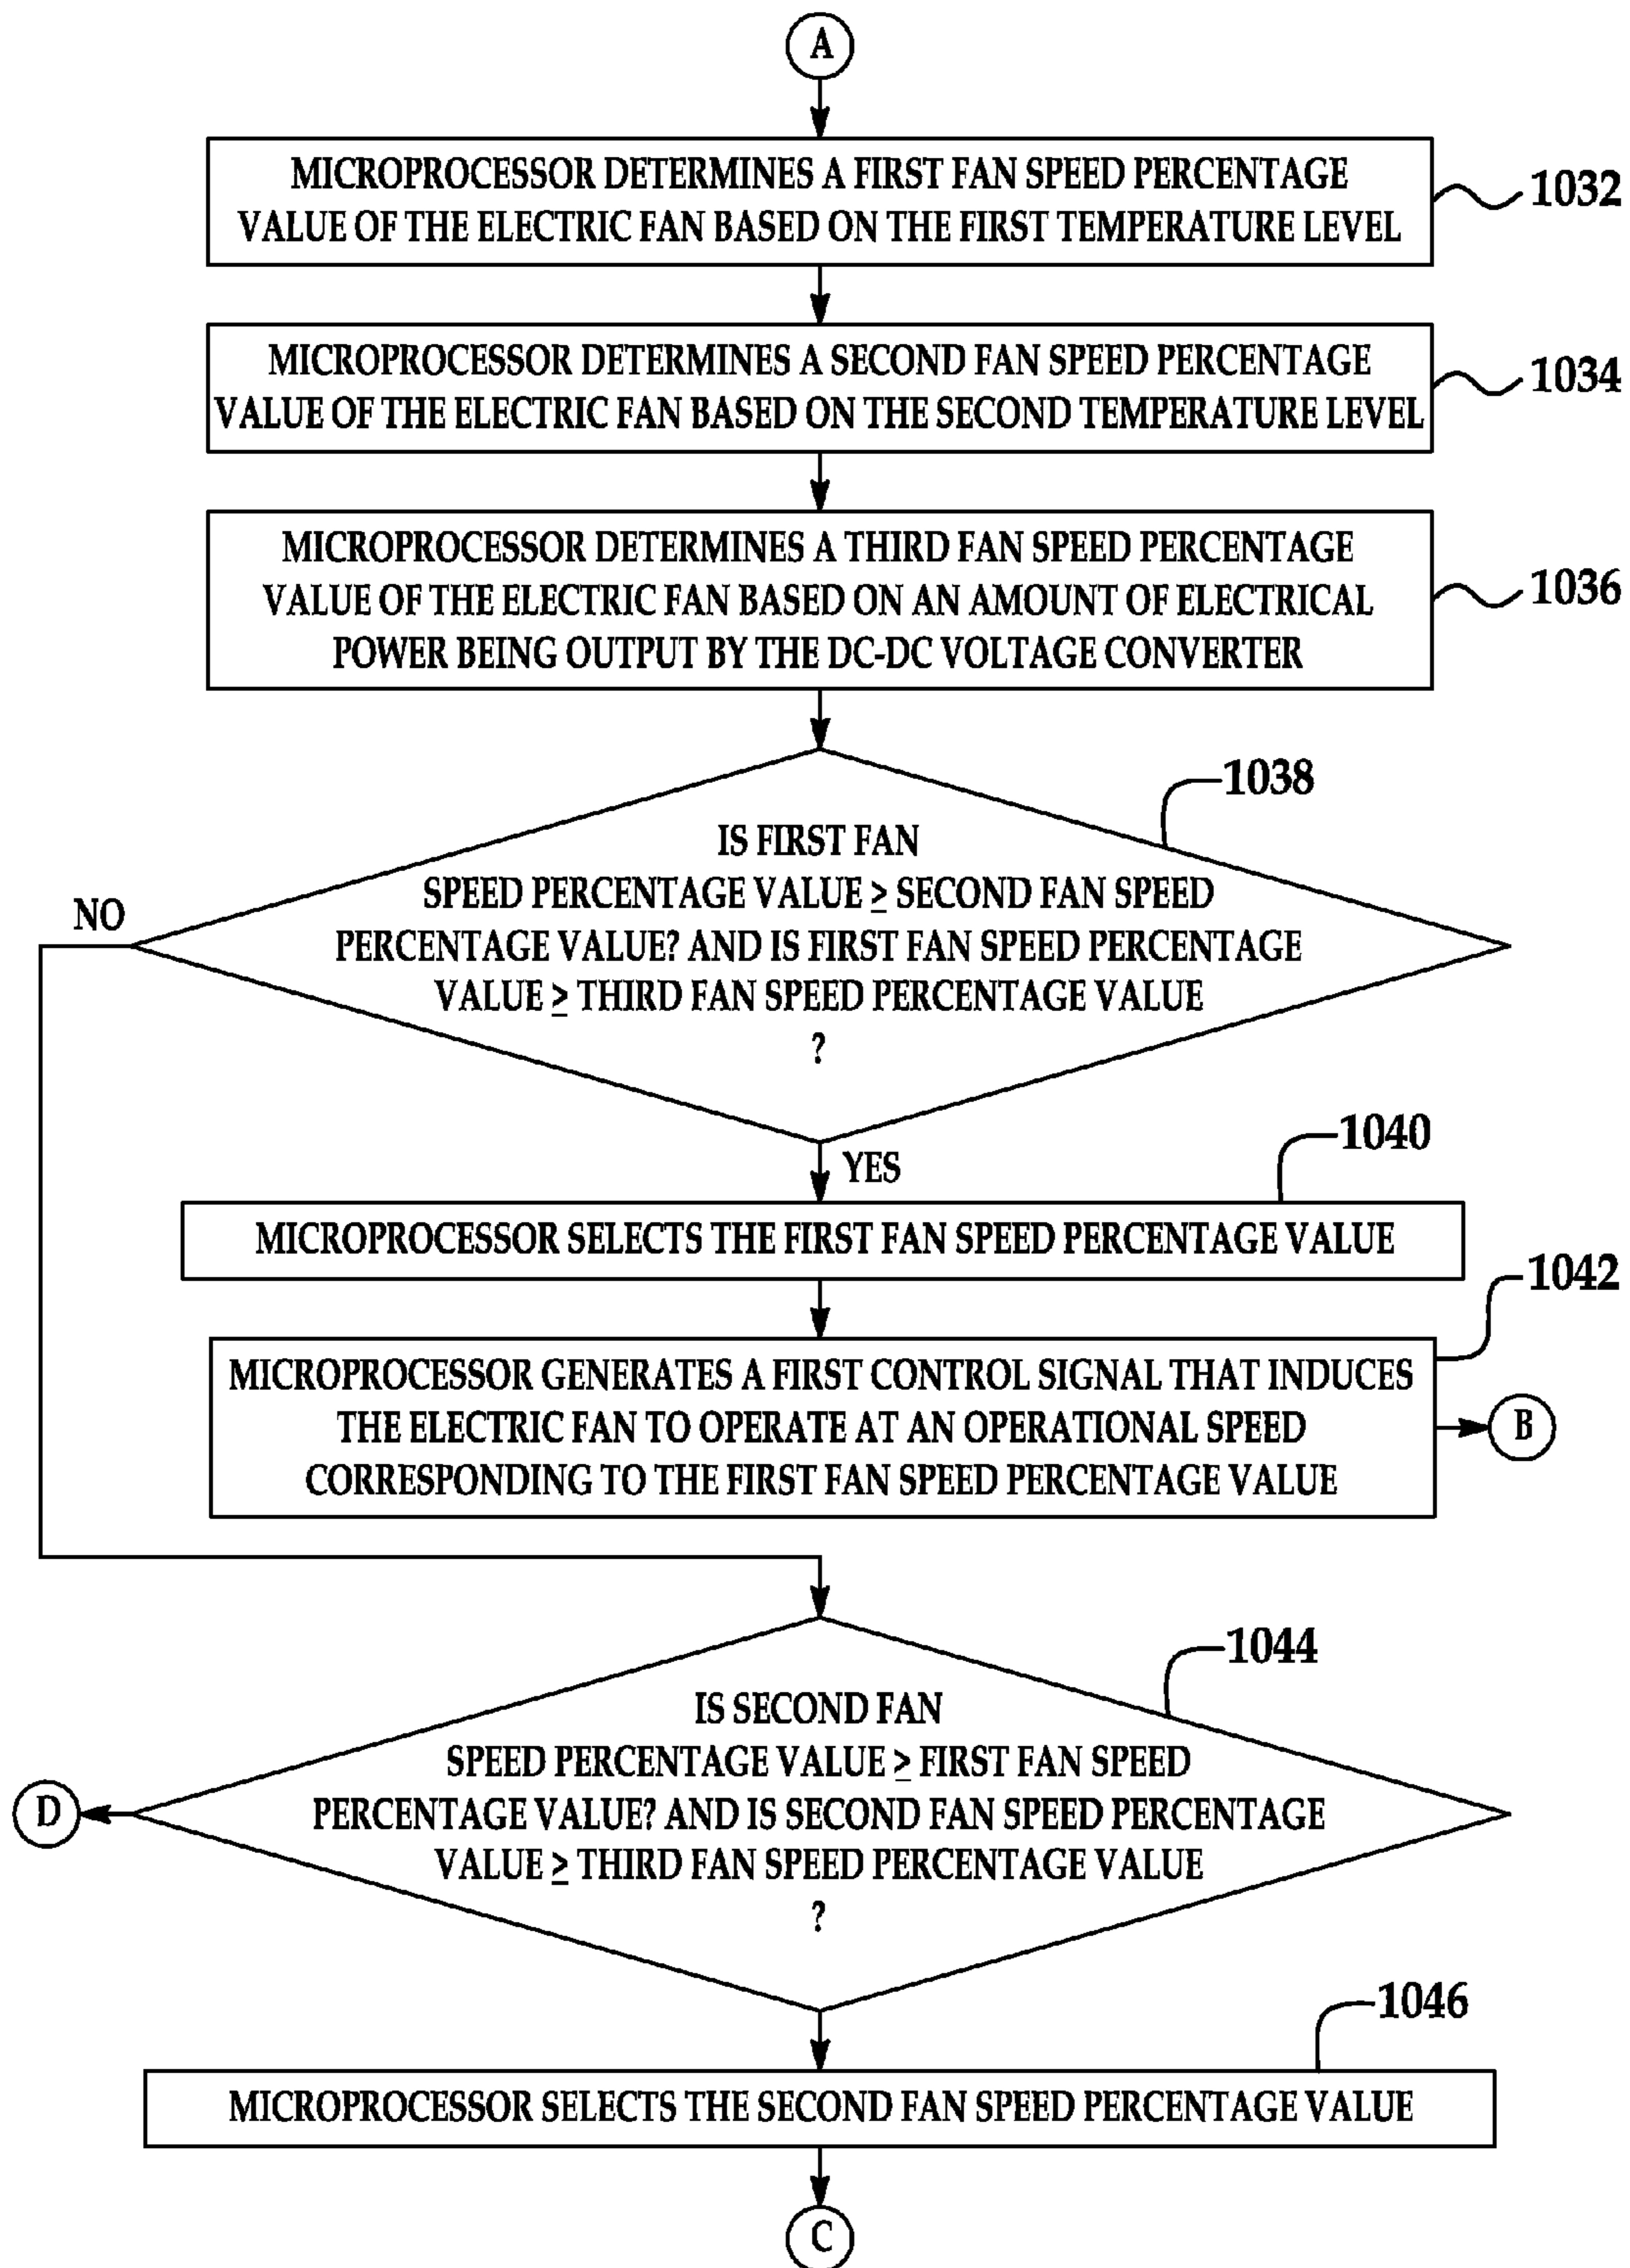 A
MICROPROCESSOR DETERMINES A FIRST FAN SPEED PERCENTAGE
VALUE OF THE ELECTRIC FAN BASED ON THE FIRST TEMPERATURE LEVEL
1032
MICROPROCESSOR DETERMINES A SECOND FAN SPEED PERCENTAGE
VALUE OF THE ELECTRIC FAN BASED ON THE SECOND TEMPERATURE LEVEL
1034
MICROPROCESSOR DETERMINES A THIRD FAN SPEED PERCENTAGE
VALUE OF THE ELECTRIC FAN BASED ON AN AMOUNT OF ELECTRICAL
POWER BEING OUTPUT BY THE DC-DC VOLTAGE CONVERTER
1036
1038
IS FIRST FAN
SPEED PERCENTAGE VALUE ≥ SECOND FAN SPEED
PERCENTAGE VALUE? AND IS FIRST FAN SPEED PERCENTAGE
VALUE ≥ THIRD FAN SPEED PERCENTAGE VALUE
?
NO
YES
1040
MICROPROCESSOR SELECTS THE FIRST FAN SPEED PERCENTAGE VALUE
1042
MICROPROCESSOR GENERATES A FIRST CONTROL SIGNAL THAT INDUCES
THE ELECTRIC FAN TO OPERATE AT AN OPERATIONAL SPEED
CORRESPONDING TO THE FIRST FAN SPEED PERCENTAGE VALUE
B
1044
IS SECOND FAN
SPEED PERCENTAGE VALUE ≥ FIRST FAN SPEED
PERCENTAGE VALUE? AND IS SECOND FAN SPEED PERCENTAGE
VALUE ≥ THIRD FAN SPEED PERCENTAGE VALUE
?
D
1046
MICROPROCESSOR SELECTS THE SECOND FAN SPEED PERCENTAGE VALUE
C